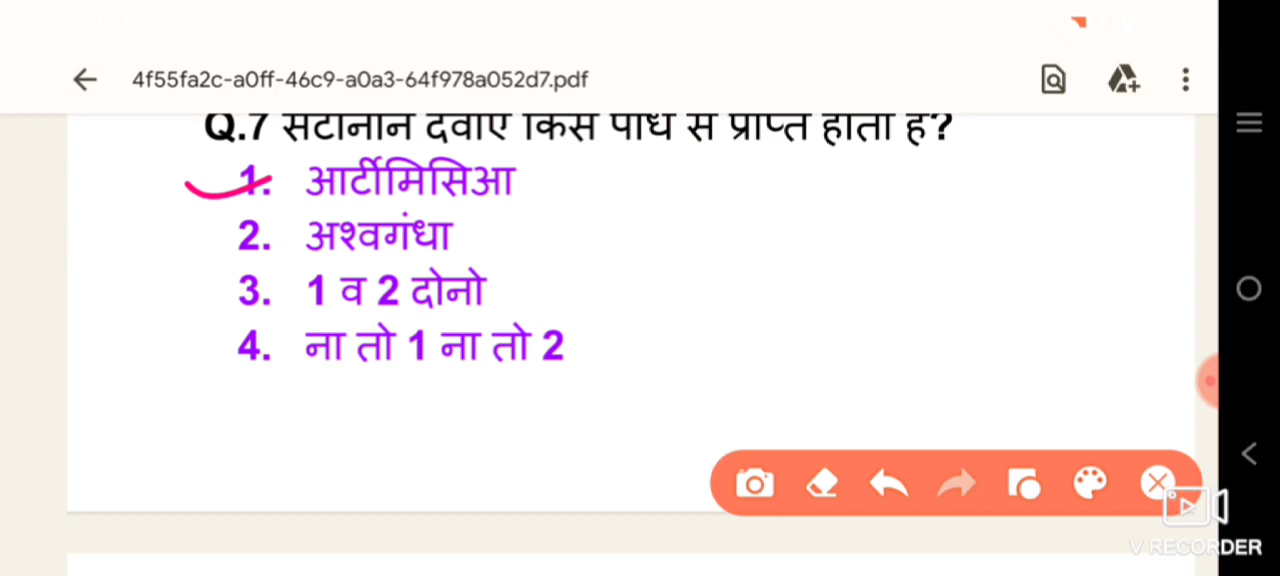 4f55fa2c-a0ff-46c9-a0a3-64f978a052d7.pdf
Q.7 सेंटोनीन दवाएं किस पौधे से प्राप्त होती है?
1. आर्टीमिसिआ
2. अश्वगंधा
3. 1 व 2 दोनो
4. ना तो 1 ना तो 2
V RECORDER